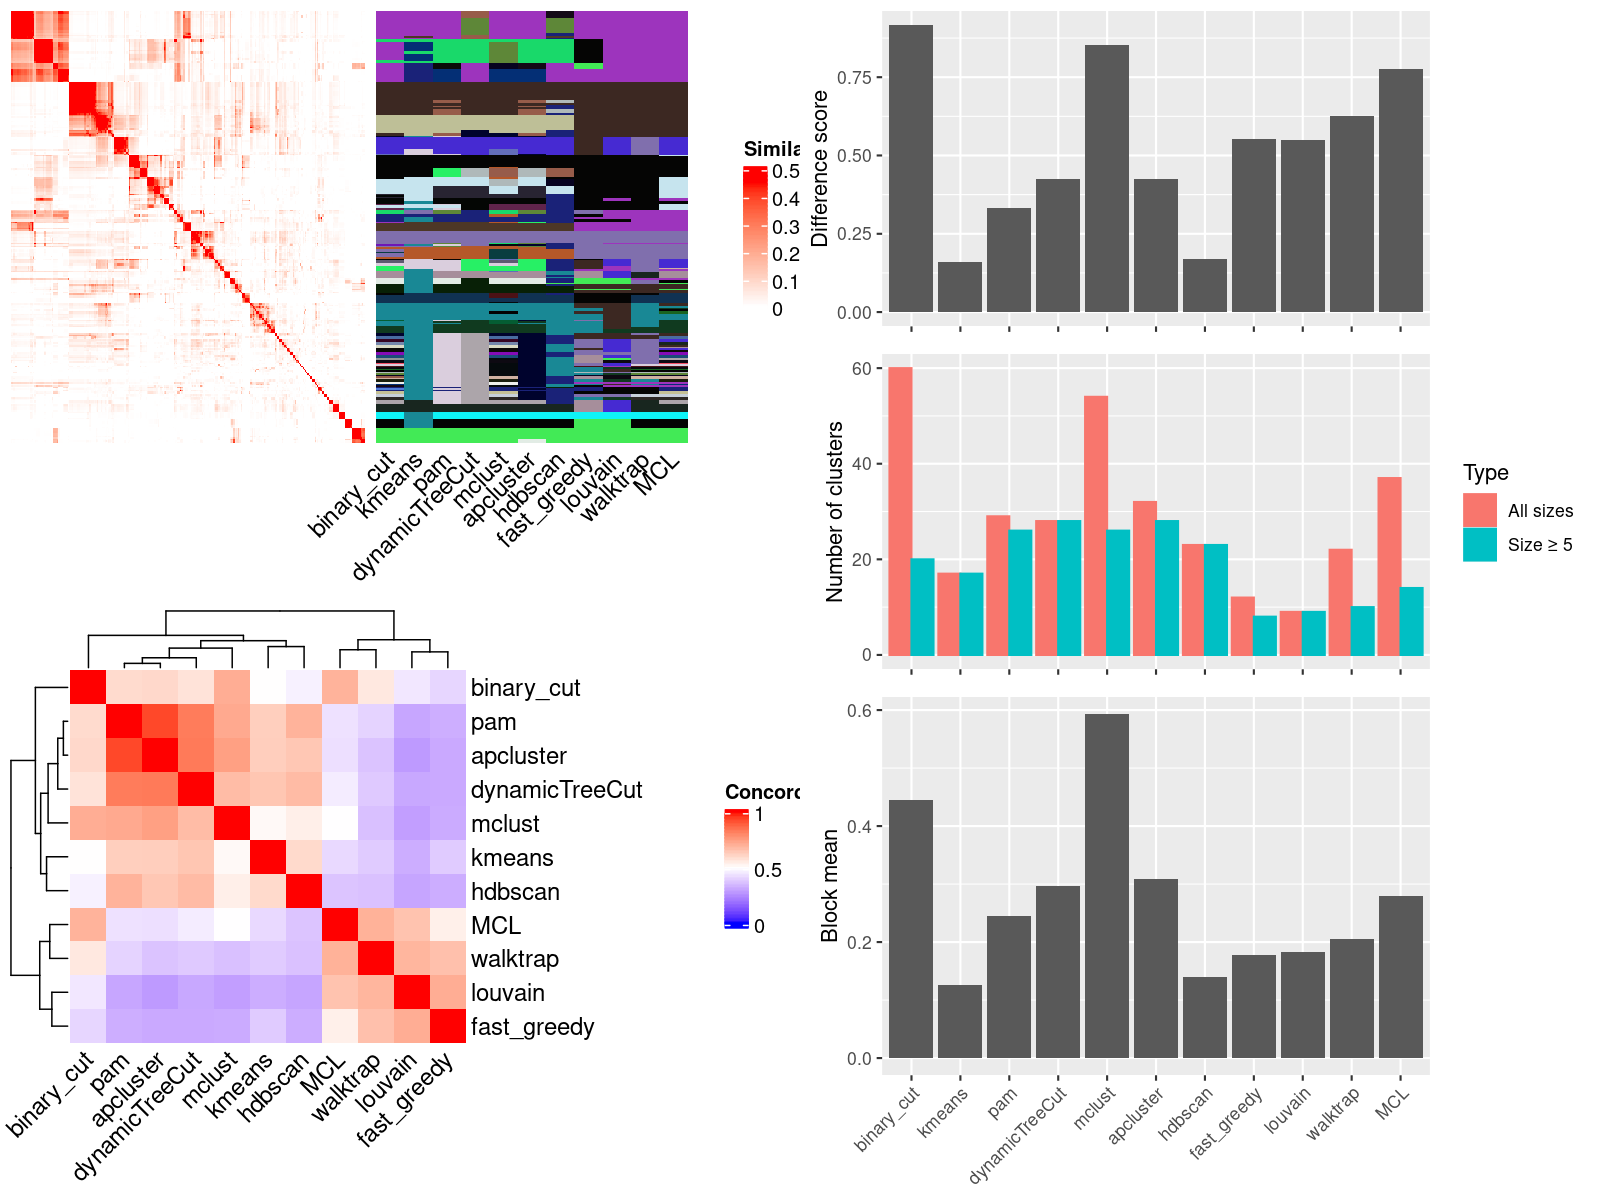 Simila
0.5
0.4
0.3
0.2
0.1
0
binary_cut
kmeans
pam
dynamicTreeCut
mclust
apcluster
hdbscan
fast_greedy
louvain
walktrap
MCL
binary_cut
pam
apcluster
dynamicTreeCut
mclust
kmeans
hdbscan
MCL
walktrap
louvain
fast_greedy
binary_cut
pam
apcluster
dynamicTreeCut
mclust
kmeans
hdbscan
MCL
walktrap
louvain
fast_greedy
Concord
1
0.5
0
Difference score
0.75
0.50
0.25
0.00
Number of clusters
60
40
20
0
Type
All sizes
Size ≥ 5
Block mean
0.6
0.4
0.2
0.0
binary_cut
kmeans
pam
dynamicTreeCut
mclust
apcluster
hdbscan
fast_greedy
louvain
walktrap
MCL